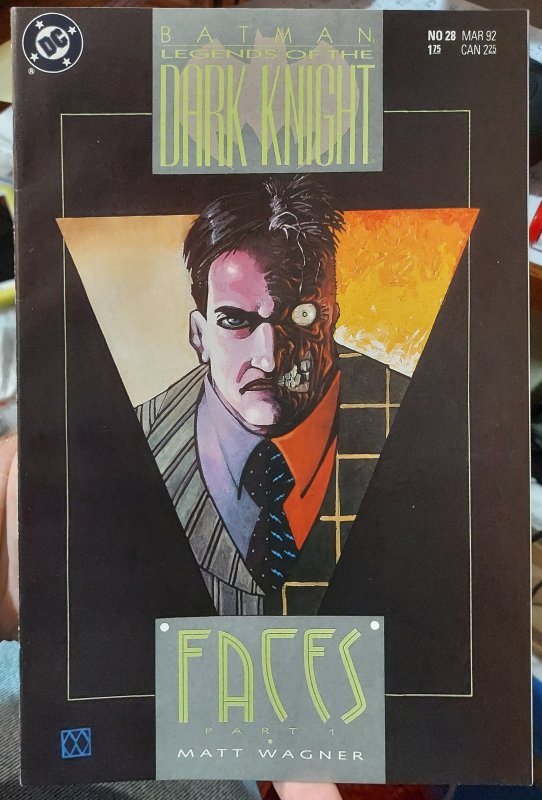 DC
®
BATMAN
LEGENDS OF THE
DARK KNIGHT
NO 28 MAR 92
1.75 CAN 2.25
FACES
PART 1
MATT WAGNER